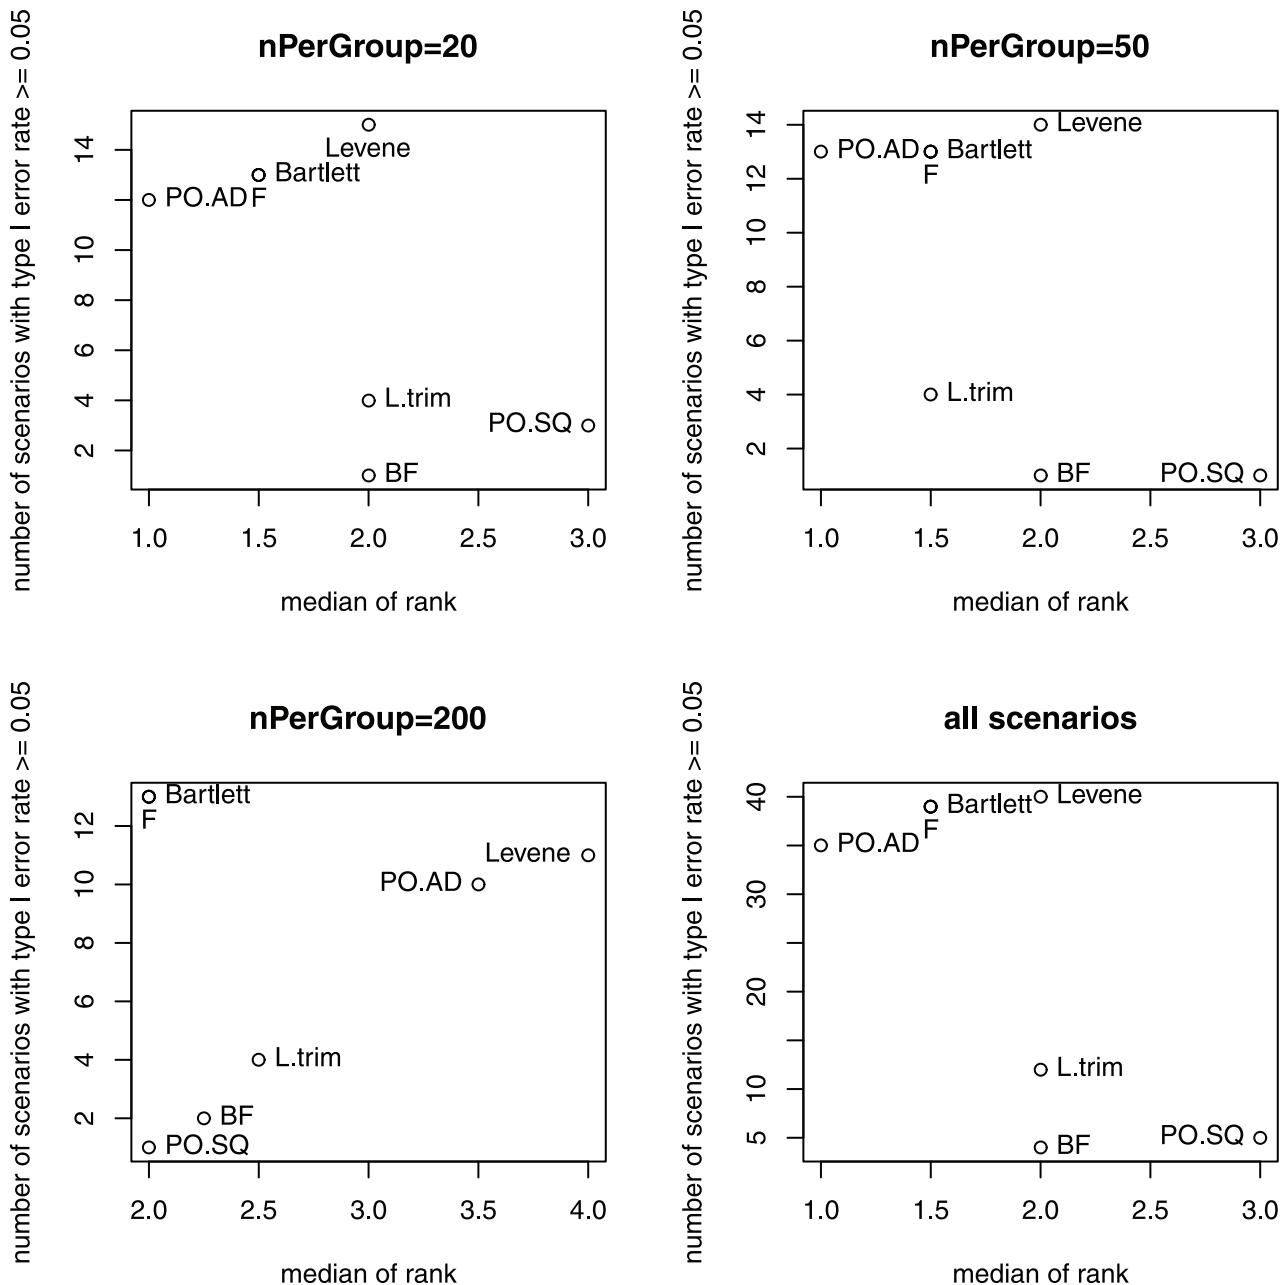 nPerGroup=20
number of scenarios with type I error rate >= 0.05
14
10
8
6
4
2
Levene
Bartlett
PO.AD
F
L.trim
PO.SQ
BF
1.0 1.5 2.0 2.5 3.0
median of rank
nPerGroup=50
number of scenarios with type I error rate >= 0.05
14
12
10
8
6
4
2
Levene
PO.AD
Bartlett
F
L.trim
BF
PO.SQ
1.0 1.5 2.0 2.5 3.0
median of rank
nPerGroup=200
number of scenarios with type I error rate >= 0.05
12
10
8
6
4
2
Bartlett
F
Levene
PO.AD
L.trim
BF
PO.SQ
2.0 2.5 3.0 3.5 4.0
median of rank
all scenarios
number of scenarios with type I error rate >= 0.05
40
30
20
10
5
Levene
Bartlett
F
PO.AD
L.trim
PO.SQ
BF
1.0 1.5 2.0 2.5 3.0
median of rank